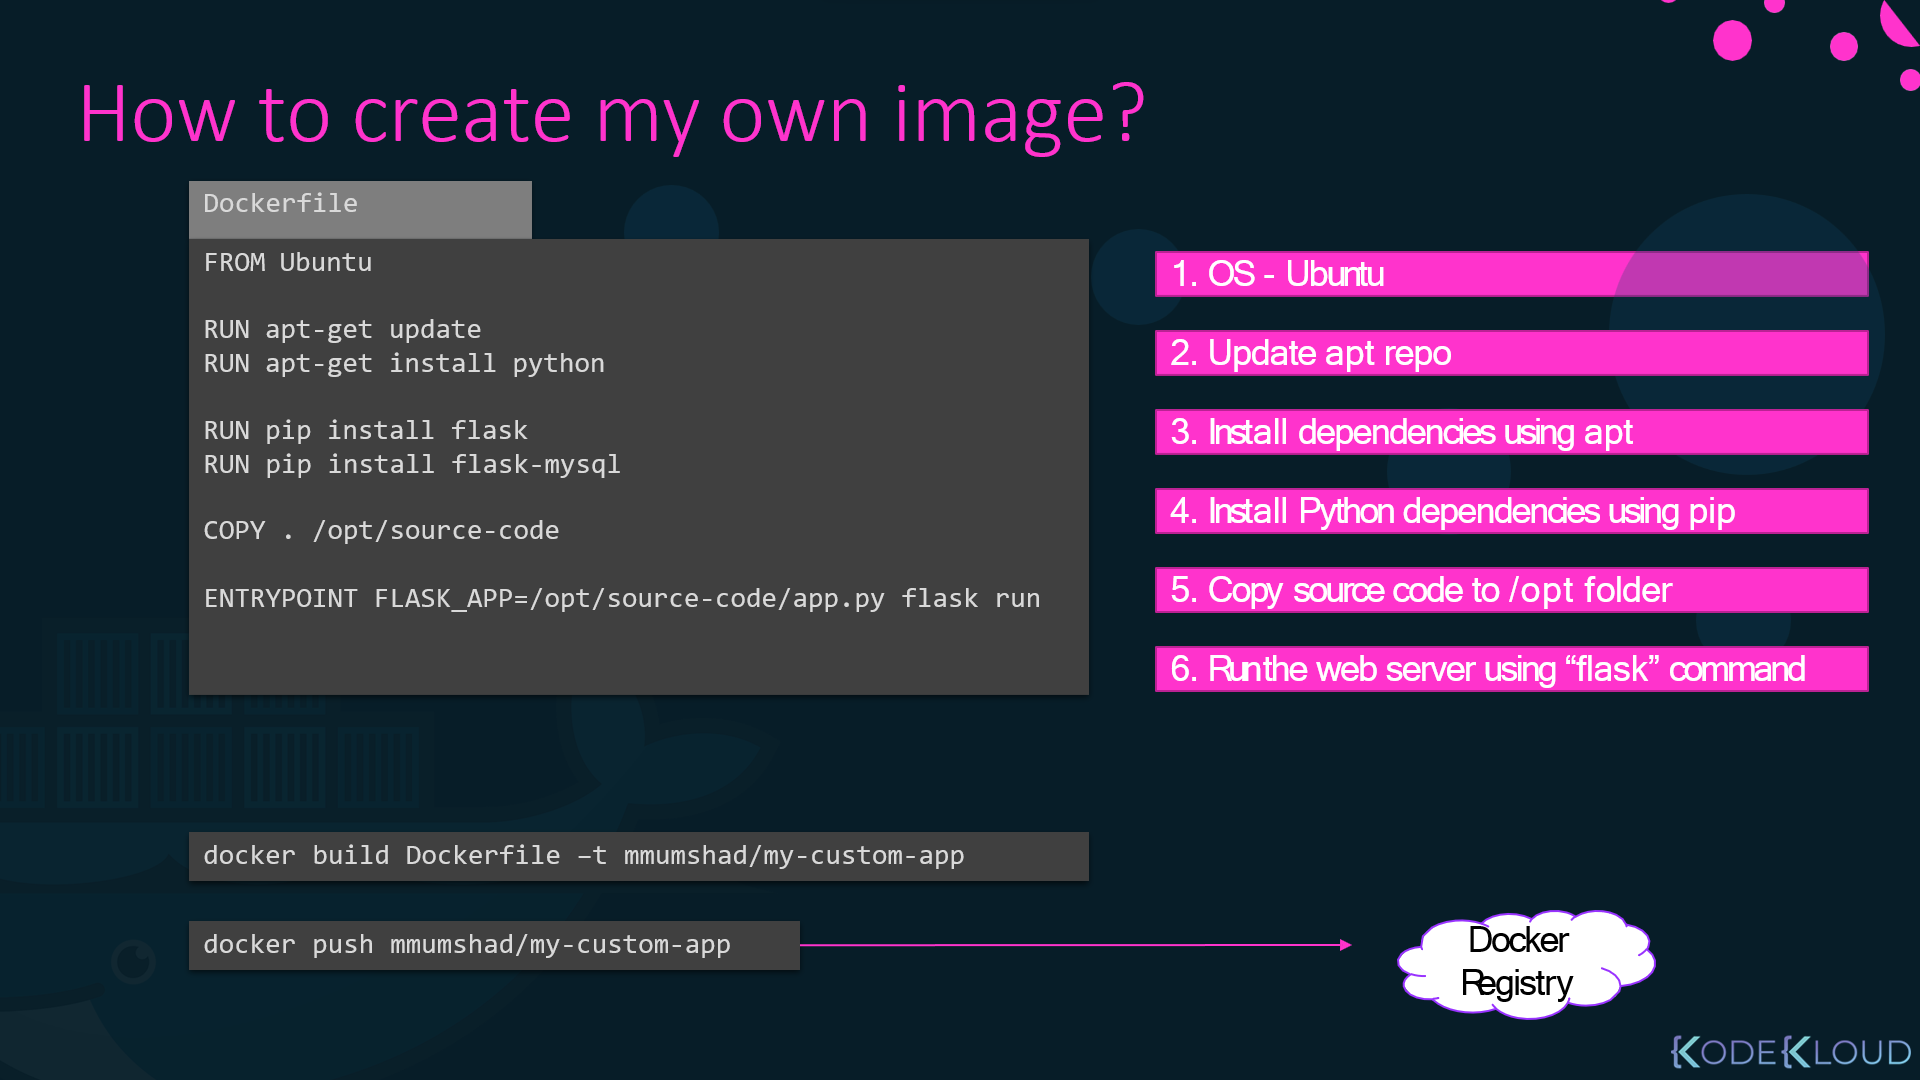 How to create my own image?
Dockerfile
FROM Ubuntu
RUN apt-get update
RUN apt-get install python
RUN pip install flask
RUN pip install flask-mysql
COPY . /opt/source-code
ENTRYPOINT FLASK_APP=/opt/source-code/app.py flask run
1. OS - Ubuntu
2. Update apt repo
3. Install dependencies using apt
4. Install Python dependencies using pip
5. Copy source code to /opt folder
6. Run the web server using “flask” command
docker build Dockerfile –t mmumshad/my-custom-app
docker push mmumshad/my-custom-app
Docker
Registry
KODEKLOUD